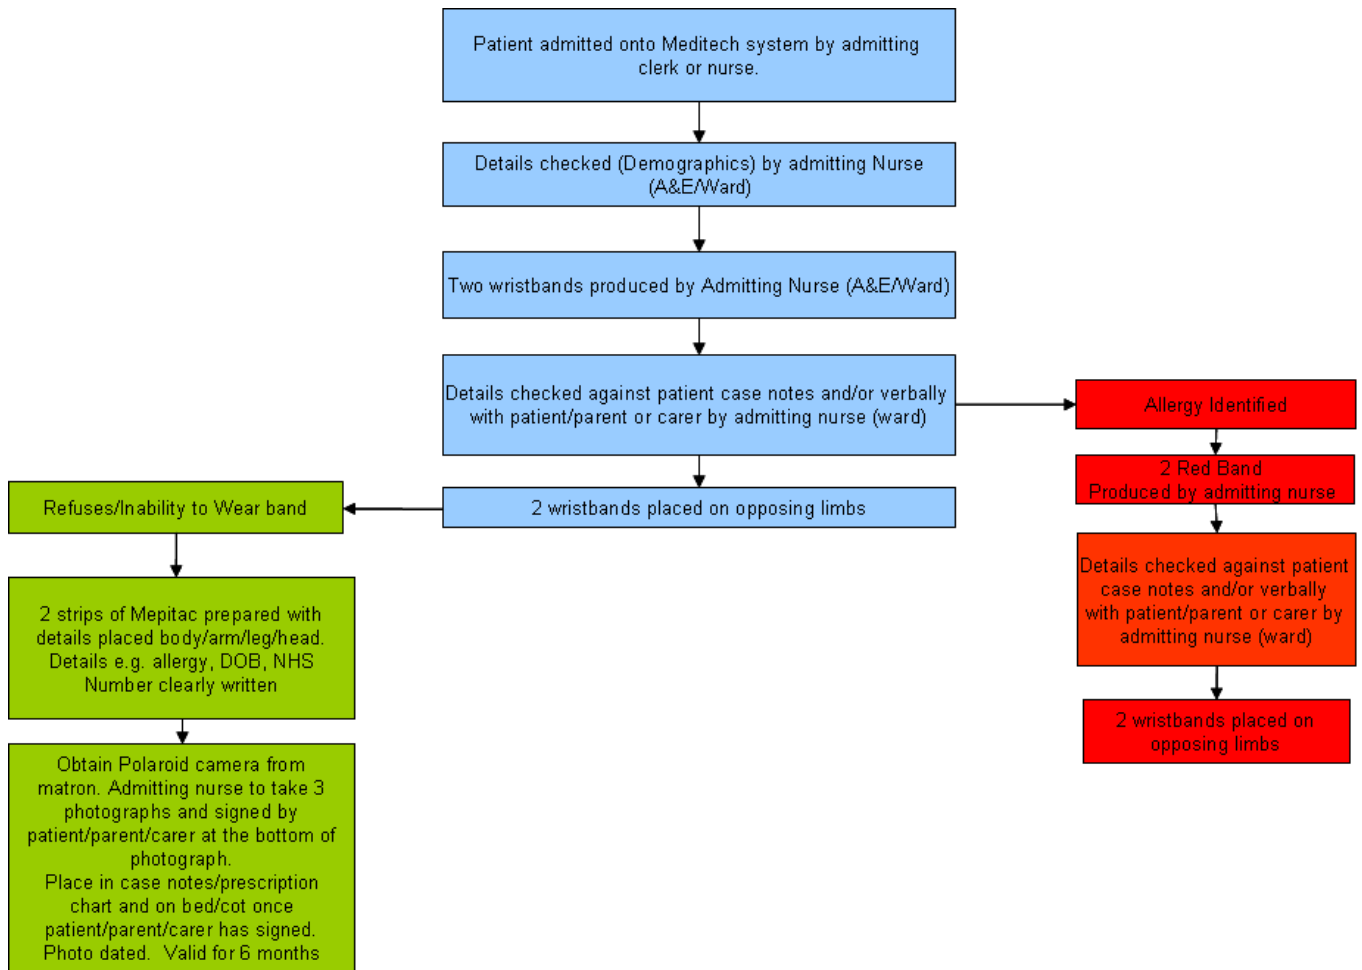 Patient admitted onto Meditech system by admitting
clerk or nurse.
Details checked (Demographics) by admitting Nurse
(A&E/Ward)
Two wristbands produced by Admitting Nurse (A&E/Ward)
Details checked against patient case notes and/or verbally
with patient/parent or carer by admitting nurse (ward)
Allergy Identified
2 Red Band
Produced by admitting nurse
Details checked against patient
case notes and/or verbally
with patient/parent or carer by
admitting nurse (ward)
2 wristbands placed on
opposing limbs
2 wristbands placed on opposing limbs
Refuses/Inability to Wear band
2 strips of Mepitac prepared with
details placed body/arm/leg/head.
Details e.g. allergy, DOB, NHS
Number clearly written
Obtain Polaroid camera from
matron. Admitting nurse to take 3
photographs and signed by
patient/parent/carer at the bottom of
photograph.
Place in case notes/prescription
chart and on bed/cot once
patient/parent/carer has signed.
Photo dated. Valid for 6 months